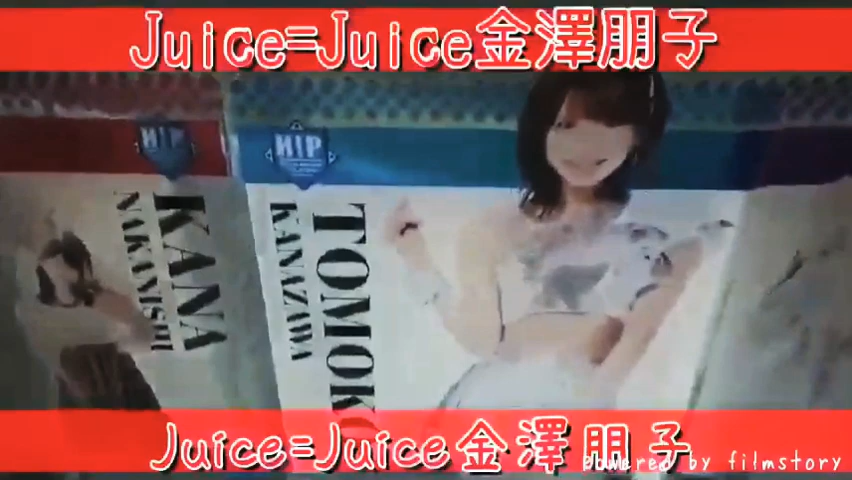 Juice=Juice金澤朋子
HIP
KANA
NAKANISHI
HIP
TOMOKO
KANAZAWA
Juice=Juice金澤朋子
Powered by filmstory